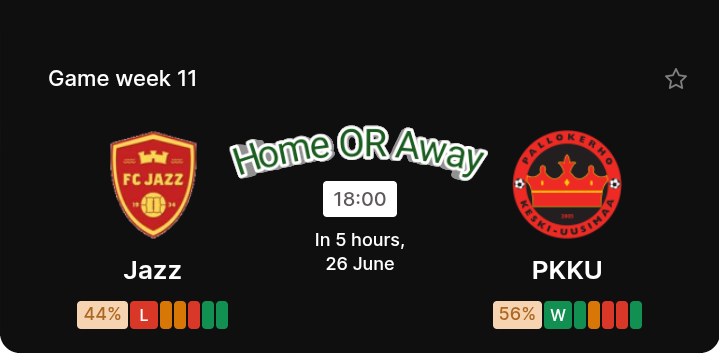 Game week 11
Home OR Away
FC JAZZ
19 34
18:00
In 5 hours,
26 June
PALLOKERHO
KESKI-UUSIMAA
Jazz
PKKU
44% L
56% W